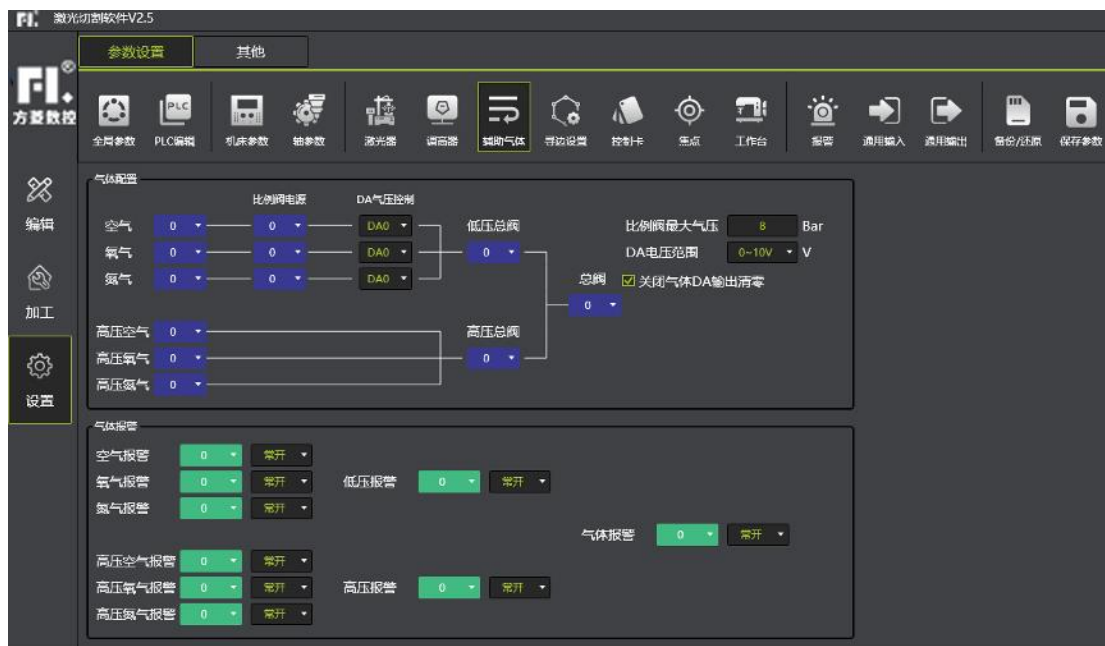 FL 激光切割软件V2.5
参数设置 其他
FL ®
方菱数控
PLC
全局参数 PLC编辑 机床参数 轴参数 激光器 调高器 辅助气体 寻边设置 控制卡 焦点 工作台 报警 通用输入 通用输出 备份/还原 保存参数
编辑
加工
设置
气体配置
比例阀电源 DA气压控制
空气 0 0 DA0 低压总阀 比例阀最大气压 8 Bar
氧气 0 0 DA0 0 DA电压范围 0~10V V
氮气 0 0 DA0 总阀 关闭气体DA输出清零
0
高压空气 0 高压总阀
高压氧气 0 0
高压氮气 0
气体报警
空气报警 0 常开
氧气报警 0 常开 低压报警 0 常开
氮气报警 0 常开
气体报警 0 常开
高压空气报警 0 常开
高压氧气报警 0 常开 高压报警 0 常开
高压氮气报警 0 常开